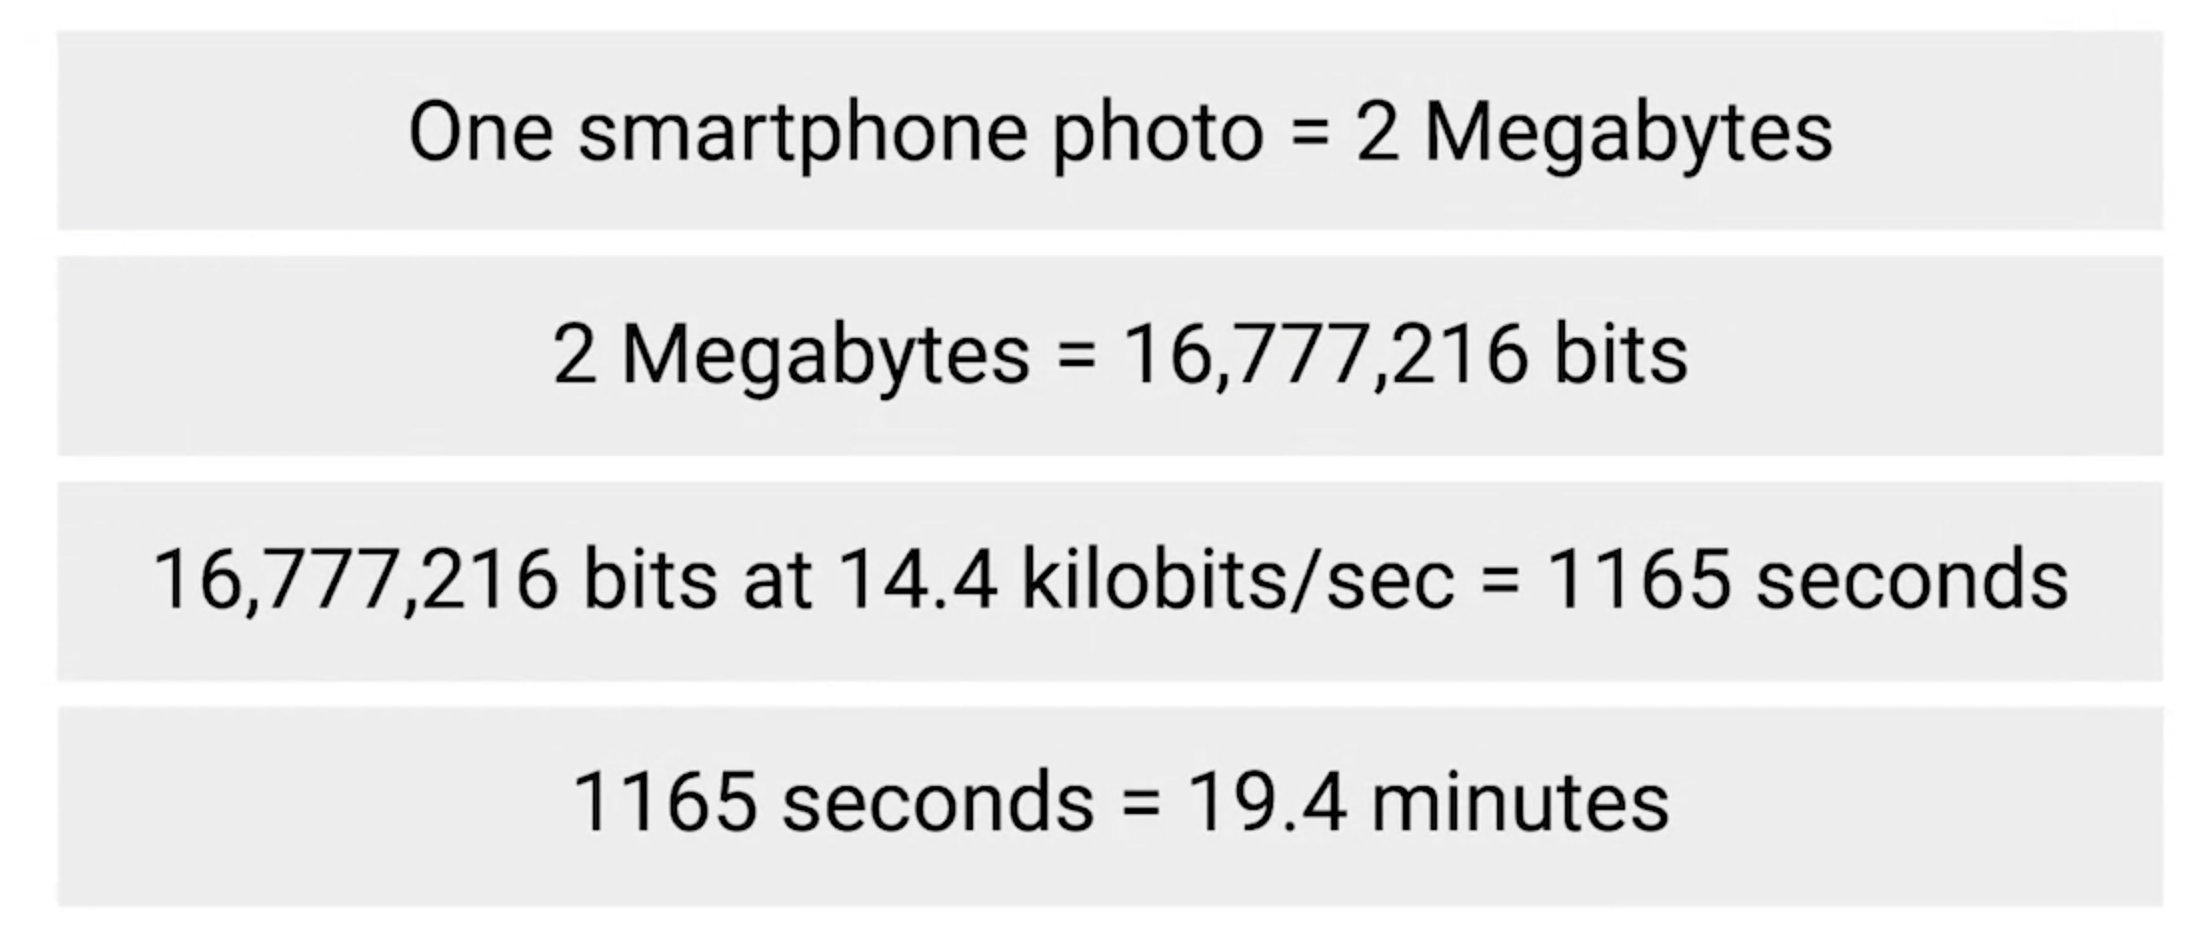 One smartphone photo = 2 Megabytes
2 Megabytes = 16,777,216 bits
16,777,216 bits at 14.4 kilobits/sec = 1165 seconds
1165 seconds = 19.4 minutes